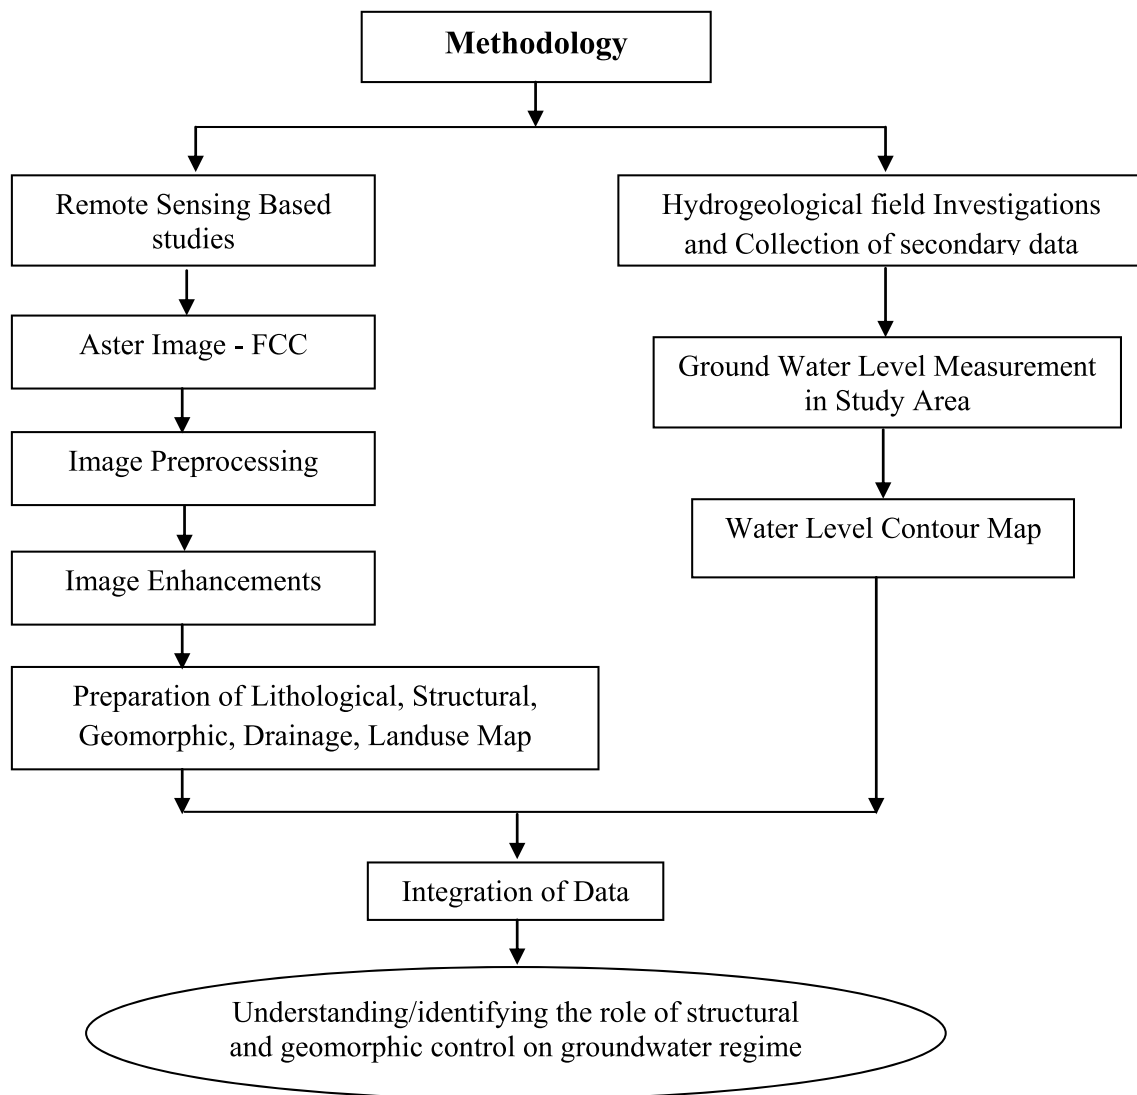 Methodology
Remote Sensing Based
studies
Hydrogeological field Investigations
and Collection of secondary data
Aster Image - FCC
Ground Water Level Measurement
in Study Area
Image Preprocessing
Water Level Contour Map
Image Enhancements
Preparation of Lithological, Structural,
Geomorphic, Drainage, Landuse Map
Integration of Data
Understanding/identifying the role of structural
and geomorphic control on groundwater regime